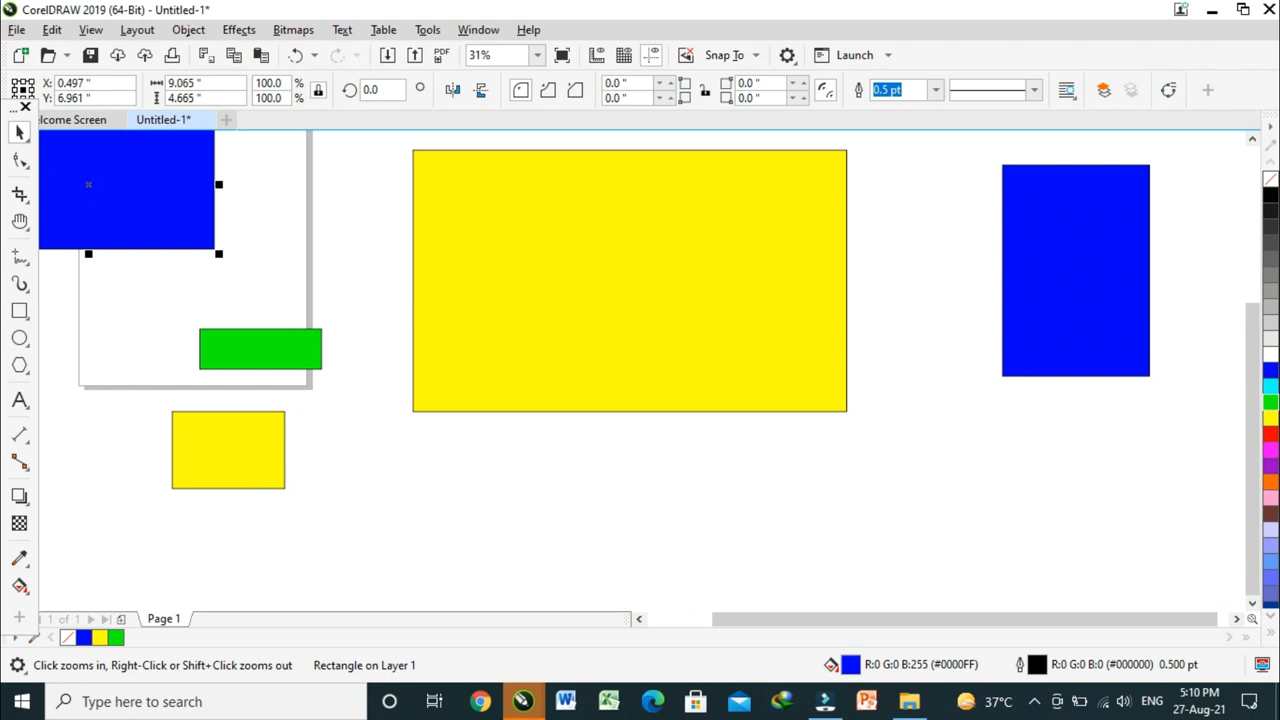 CorelDRAW 2019 (64-Bit) - Untitled-1*
File Edit View Layout Object Effects Bitmaps Text Table Tools Window Help
PDF 31% Snap To Launch
X: 0.497 " 9.065 " 100.0 % 0.0 0.0 " 0.0 " 0.5 pt
Y: 6.961 " 4.665 " 100.0 % 0.0 " 0.0 "
elcome Screen Untitled-1*
1 of 1 Page 1
Click zooms in, Right-Click or Shift+Click zooms out Rectangle on Layer 1 R:0 G:0 B:255 (#0000FF) R:0 G:0 B:0 (#000000) 0.500 pt
Type here to search 37°C ENG 5:10 PM
27-Aug-21